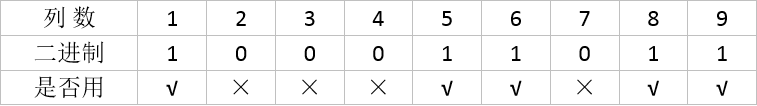 列 数 1 2 3 4 5 6 7 8 9
二进制 1 0 0 0 1 1 0 1 1
是否用 √ × × × √ √ × √ √